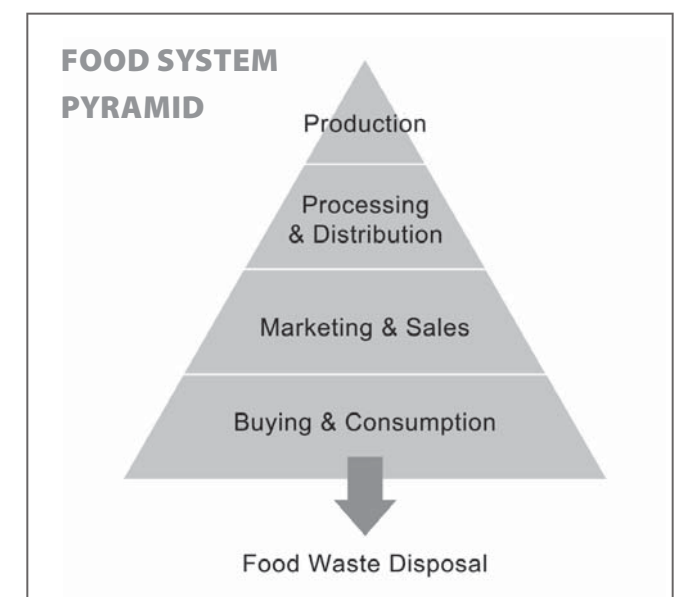 FOOD SYSTEM
PYRAMID
Production
Processing
& Distribution
Marketing & Sales
Buying & Consumption
Food Waste Disposal